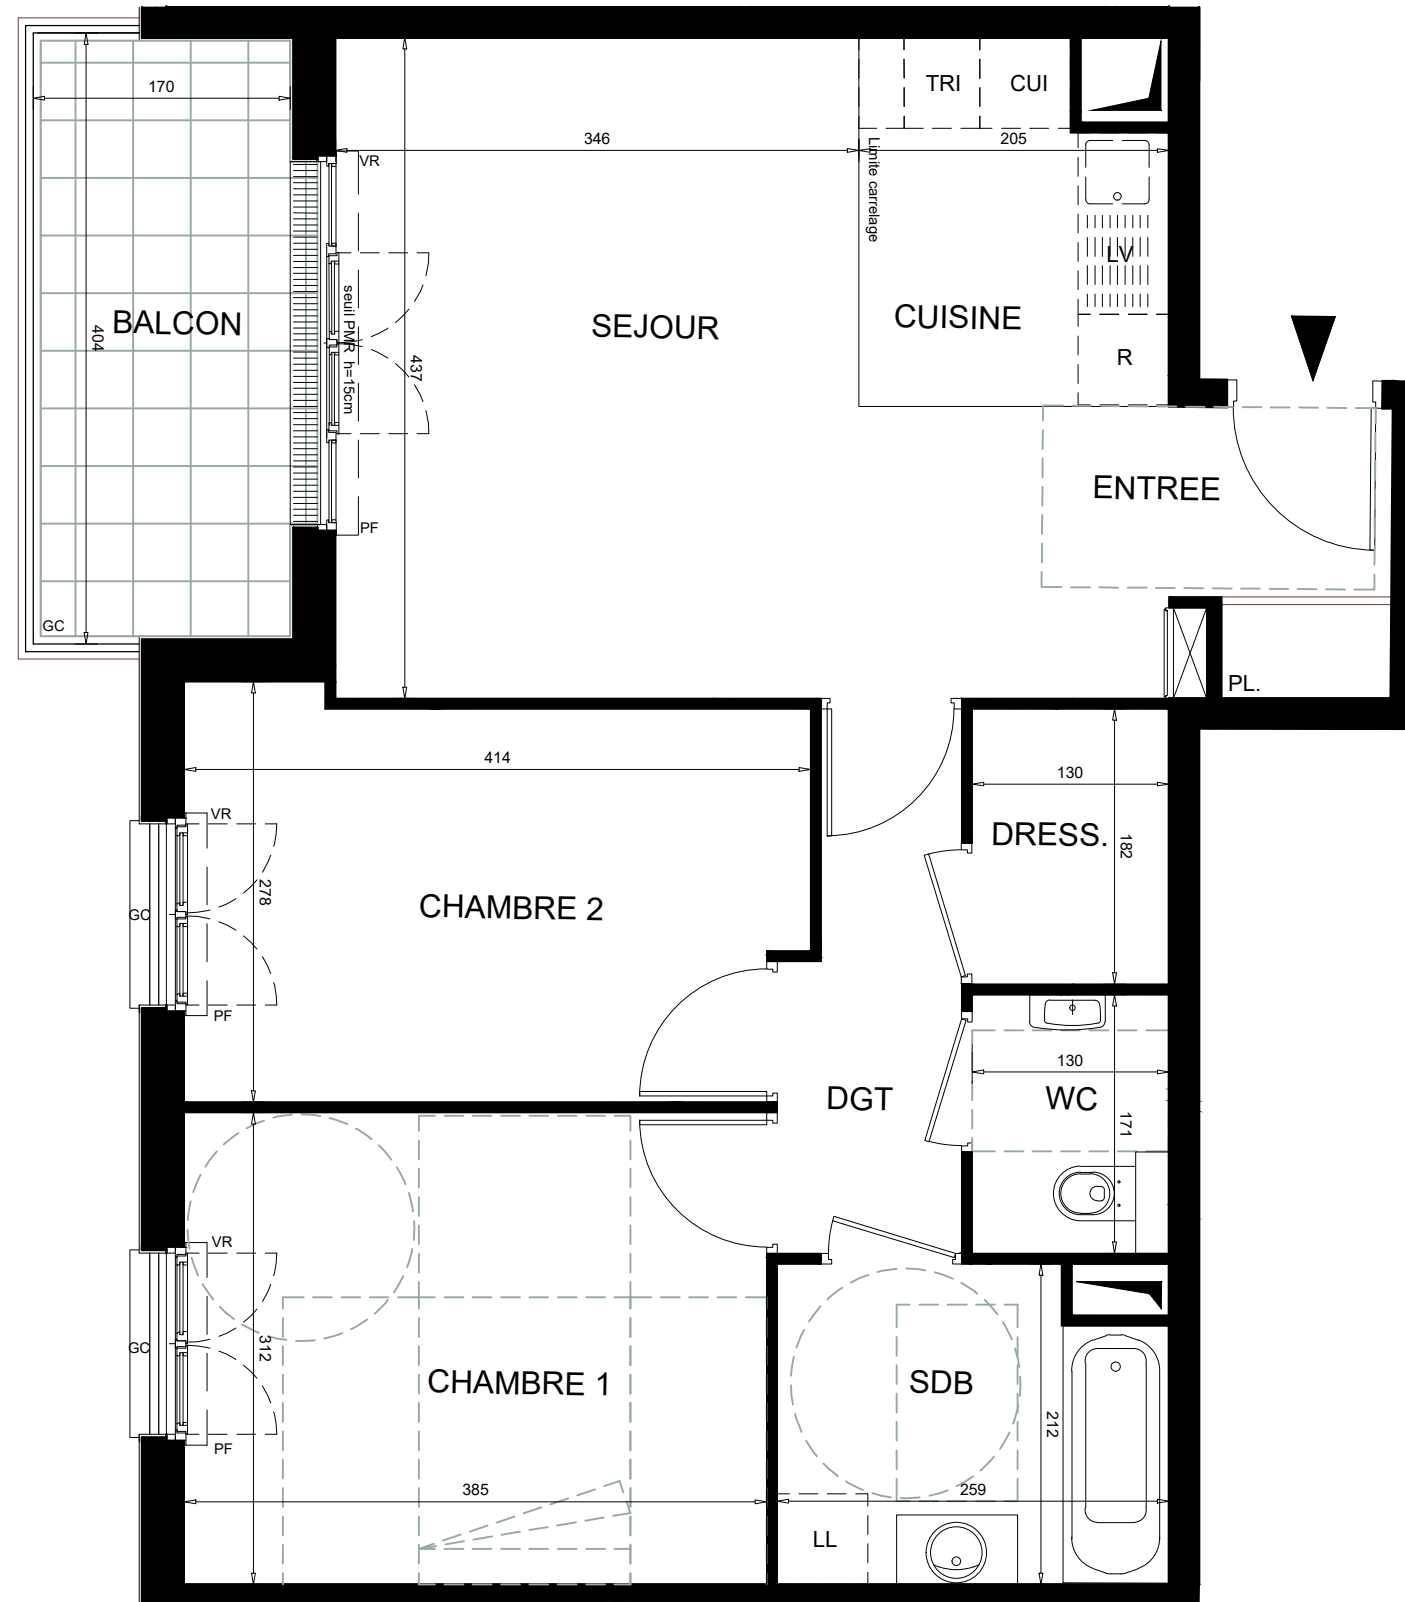 TRI
CUI
170
346
205
VR
Limite carrelage
LV
BALCON
404
seuil PMR h=15cm
437
SEJOUR
CUISINE
R
ENTREE
PF
GC
PL.
414
130
VR
DRESS.
182
278
CHAMBRE 2
GC
PF
130
DGT
WC
171
VR
GC
312
CHAMBRE 1
SDB
212
PF
385
259
LL